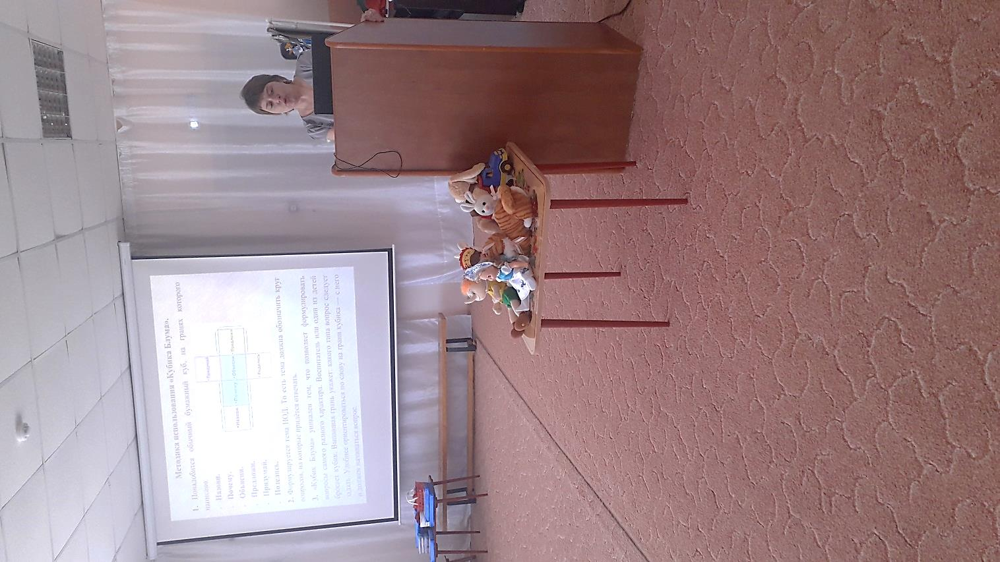 Методика использования «Кубика Блума».
1. Понадобится обычный бумажный куб, на гранях которого
написано:
- Назови.
- Почему.
- Объясни.
- Предложи.
- Придумай.
- Поделись.
•Придумай
•Назови •Почему •Объясни •Предложи
•Поделись
2. Формулируется тема НОД. То есть тема должна обозначить круг
вопросов, на которые придётся отвечать.
3. «Кубик Блума» уникален тем, что позволяет формулировать
вопросы самого разного характера. Воспитатель или один из детей
бросает кубик. Выпавшая грань укажет: какого типа вопрос следует
задать. Удобнее ориентироваться по слову на грани кубика — с него
и должен начинаться вопрос.